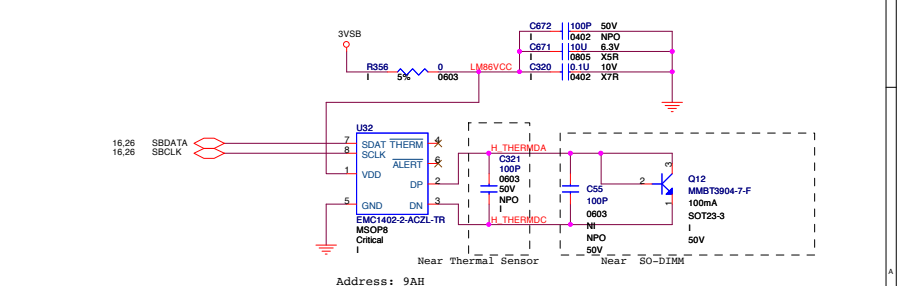 C672 100P 50V
I 0402 NPO
C671 10U 6.3V
I 0805 X5R
C320 0.1U 10V
I 0402 X7R
3VSB
R356 0 LM86VCC
I 5% 0603
U32
16,26 SBDATA 7 SDAT THERM 4
16,26 SBCLK 8 SCLK
ALERT 6
1 VDD
DP 2
5 GND DN 3
EMC1402-2-ACZL-TR
MSOP8
Critical
I
H_THERMDA
C321
100P
0603
50V
NPO
I
H_THERMDC
C55
100P
0603
NI
NPO
50V
3
2
1
Q12
MMBT3904-7-F
100mA
SOT23-3
I
50V
Near Thermal Sensor
Near SO-DIMM
Address: 9AH
A